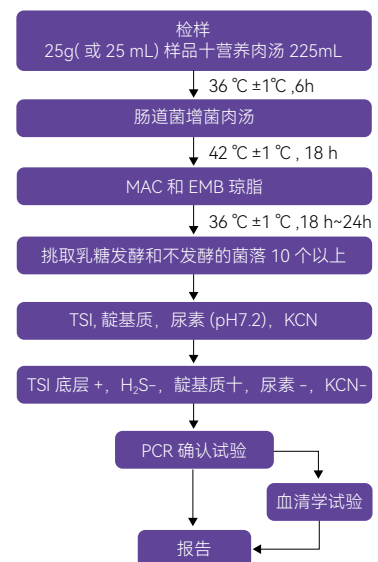 检样
25g( 或 25 mL) 样品十营养肉汤 225mL
36 ℃ ±1℃ ,6h
肠道菌增菌肉汤
42 ℃ ±1 ℃ , 18 h
MAC 和 EMB 琼脂
36 ℃ ±1 ℃ ,18 h~24h
挑取乳糖发酵和不发酵的菌落 10 个以上
TSI, 靛基质，尿素 (pH7.2)，KCN
TSI 底层 +，H₂S-，靛基质十，尿素 -，KCN-
PCR 确认试验
血清学试验
报告